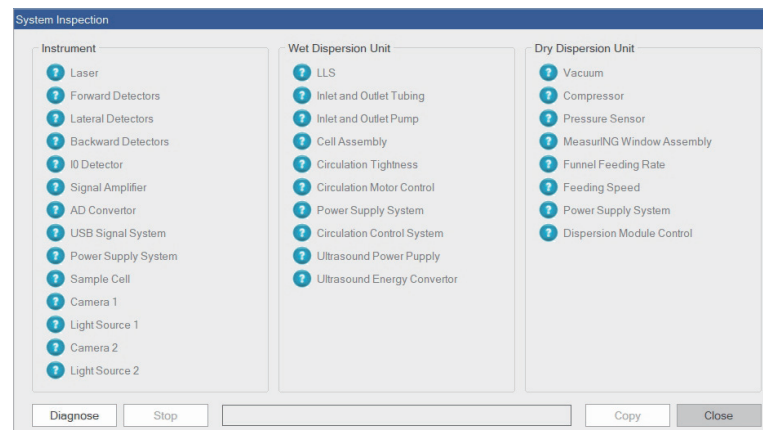 System Inspection
Instrument
Laser
Forward Detectors
Lateral Detectors
Backward Detectors
I0 Detector
Signal Amplifier
AD Convertor
USB Signal System
Power Supply System
Sample Cell
Camera 1
Light Source 1
Camera 2
Light Source 2
Wet Dispersion Unit
LLS
Inlet and Outlet Tubing
Inlet and Outlet Pump
Cell Assembly
Circulation Tightness
Circulation Motor Control
Power Supply System
Circulation Control System
Ultrasound Power Pupply
Ultrasound Energy Convertor
Dry Dispersion Unit
Vacuum
Compressor
Pressure Sensor
MeasurING Window Assembly
Funnel Feeding Rate
Feeding Speed
Power Supply System
Dispersion Module Control
Diagnose
Stop
Copy
Close